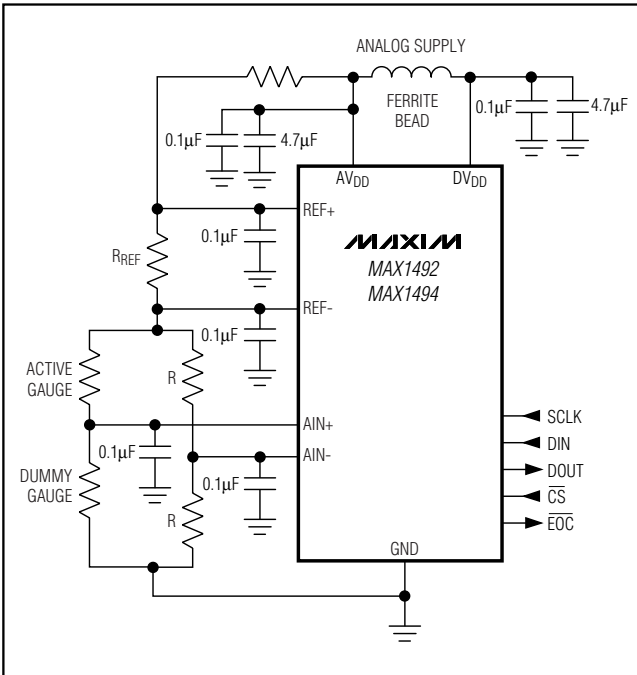 ANALOG SUPPLY
FERRITE
BEAD
0.1µF
4.7µF
0.1µF
4.7µF
AVDD
DVDD
REF+
0.1µF
RREF
MAXIM
MAX1492
MAX1494
REF-
0.1µF
ACTIVE
GAUGE
R
AIN+
SCLK
0.1µF
AIN-
DIN
DUMMY
GAUGE
0.1µF
DOUT
R
CS
EOC
GND